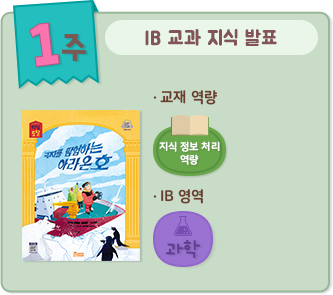 1주
IB 교과 지식 발표
· 교재 역량
지식 정보 처리
역량
· IB 영역
과학
극지를 탐험하는
아라온호